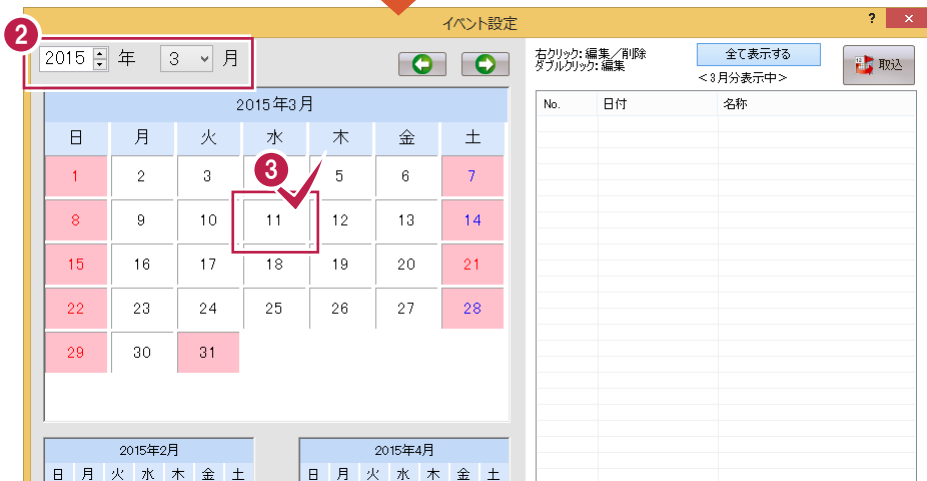 イベント設定
? ×
2
2015 年 3 月
右クリック:編集/削除
ダブルクリック:編集
全て表示する
<3月分表示中>
取込
2015年3月
日 月 火 水 木 金 土
1 2 3 5 6 7
3
8 9 10 11 12 13 14
15 16 17 18 19 20 21
22 23 24 25 26 27 28
29 30 31
No. 日付 名称
2015年2月
日 月 火 水 木 金 土
2015年4月
日 月 火 水 木 金 土